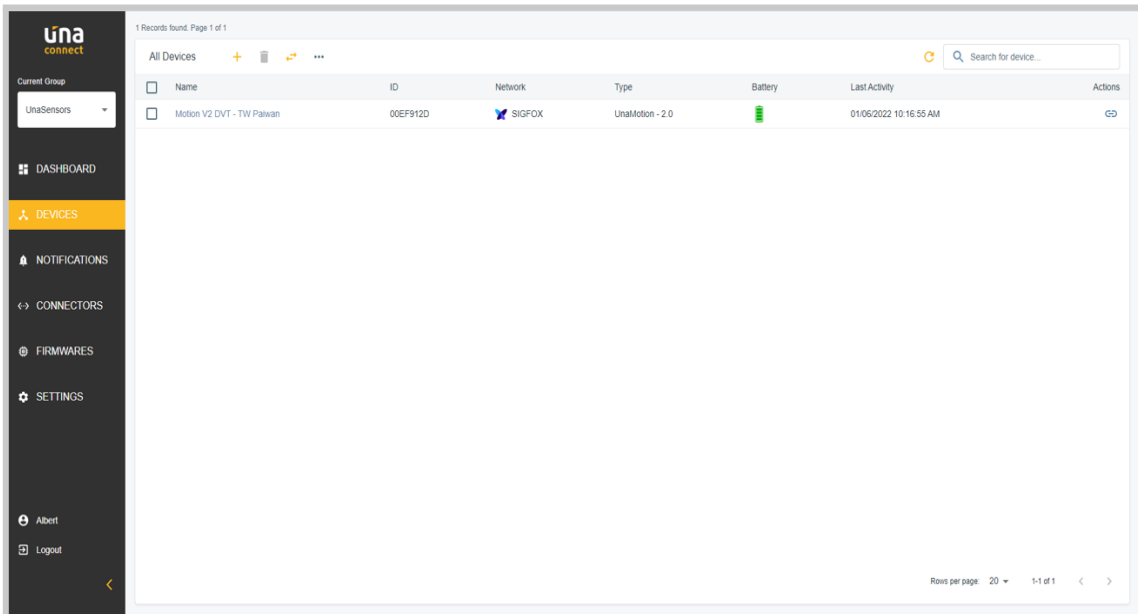 una
connect
Current Group
UnaSensors
DASHBOARD
DEVICES
NOTIFICATIONS
CONNECTORS
FIRMWARES
SETTINGS
Albert
Logout
1 Records found. Page 1 of 1
All Devices
Search for device...
Name ID Network Type Battery Last Activity Actions
Motion V2 DVT - TW Paiwan 00EF912D SIGFOX UnaMotion - 2.0 01/06/2022 10:16:55 AM
Rows per page: 20 1-1 of 1